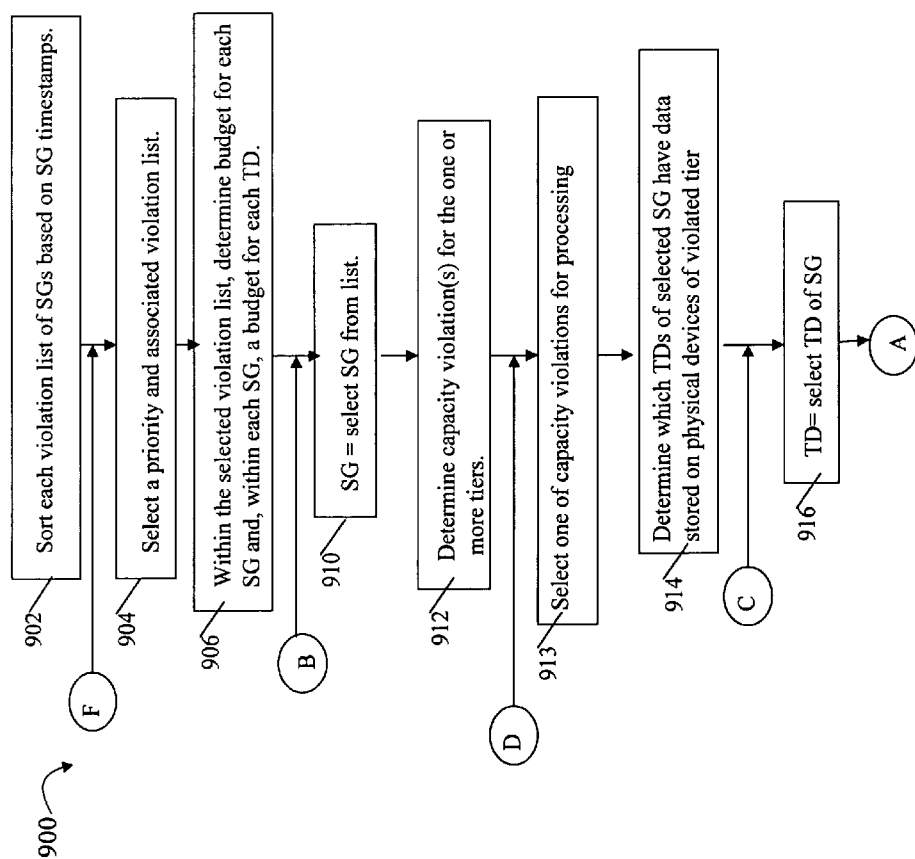 900
902
Sort each violation list of SGs based on SG timestamps.
F
904
Select a priority and associated violation list.
906
Within the selected violation list, determine budget for each
SG and, within each SG, a budget for each TD.
B
910
SG = select SG from list.
912
Determine capacity violation(s) for the one or
more tiers.
D
913
Select one of capacity violations for processing
914
Determine which TDs of selected SG have data
stored on physical devices of violated tier
C
916
TD= select TD of SG
A